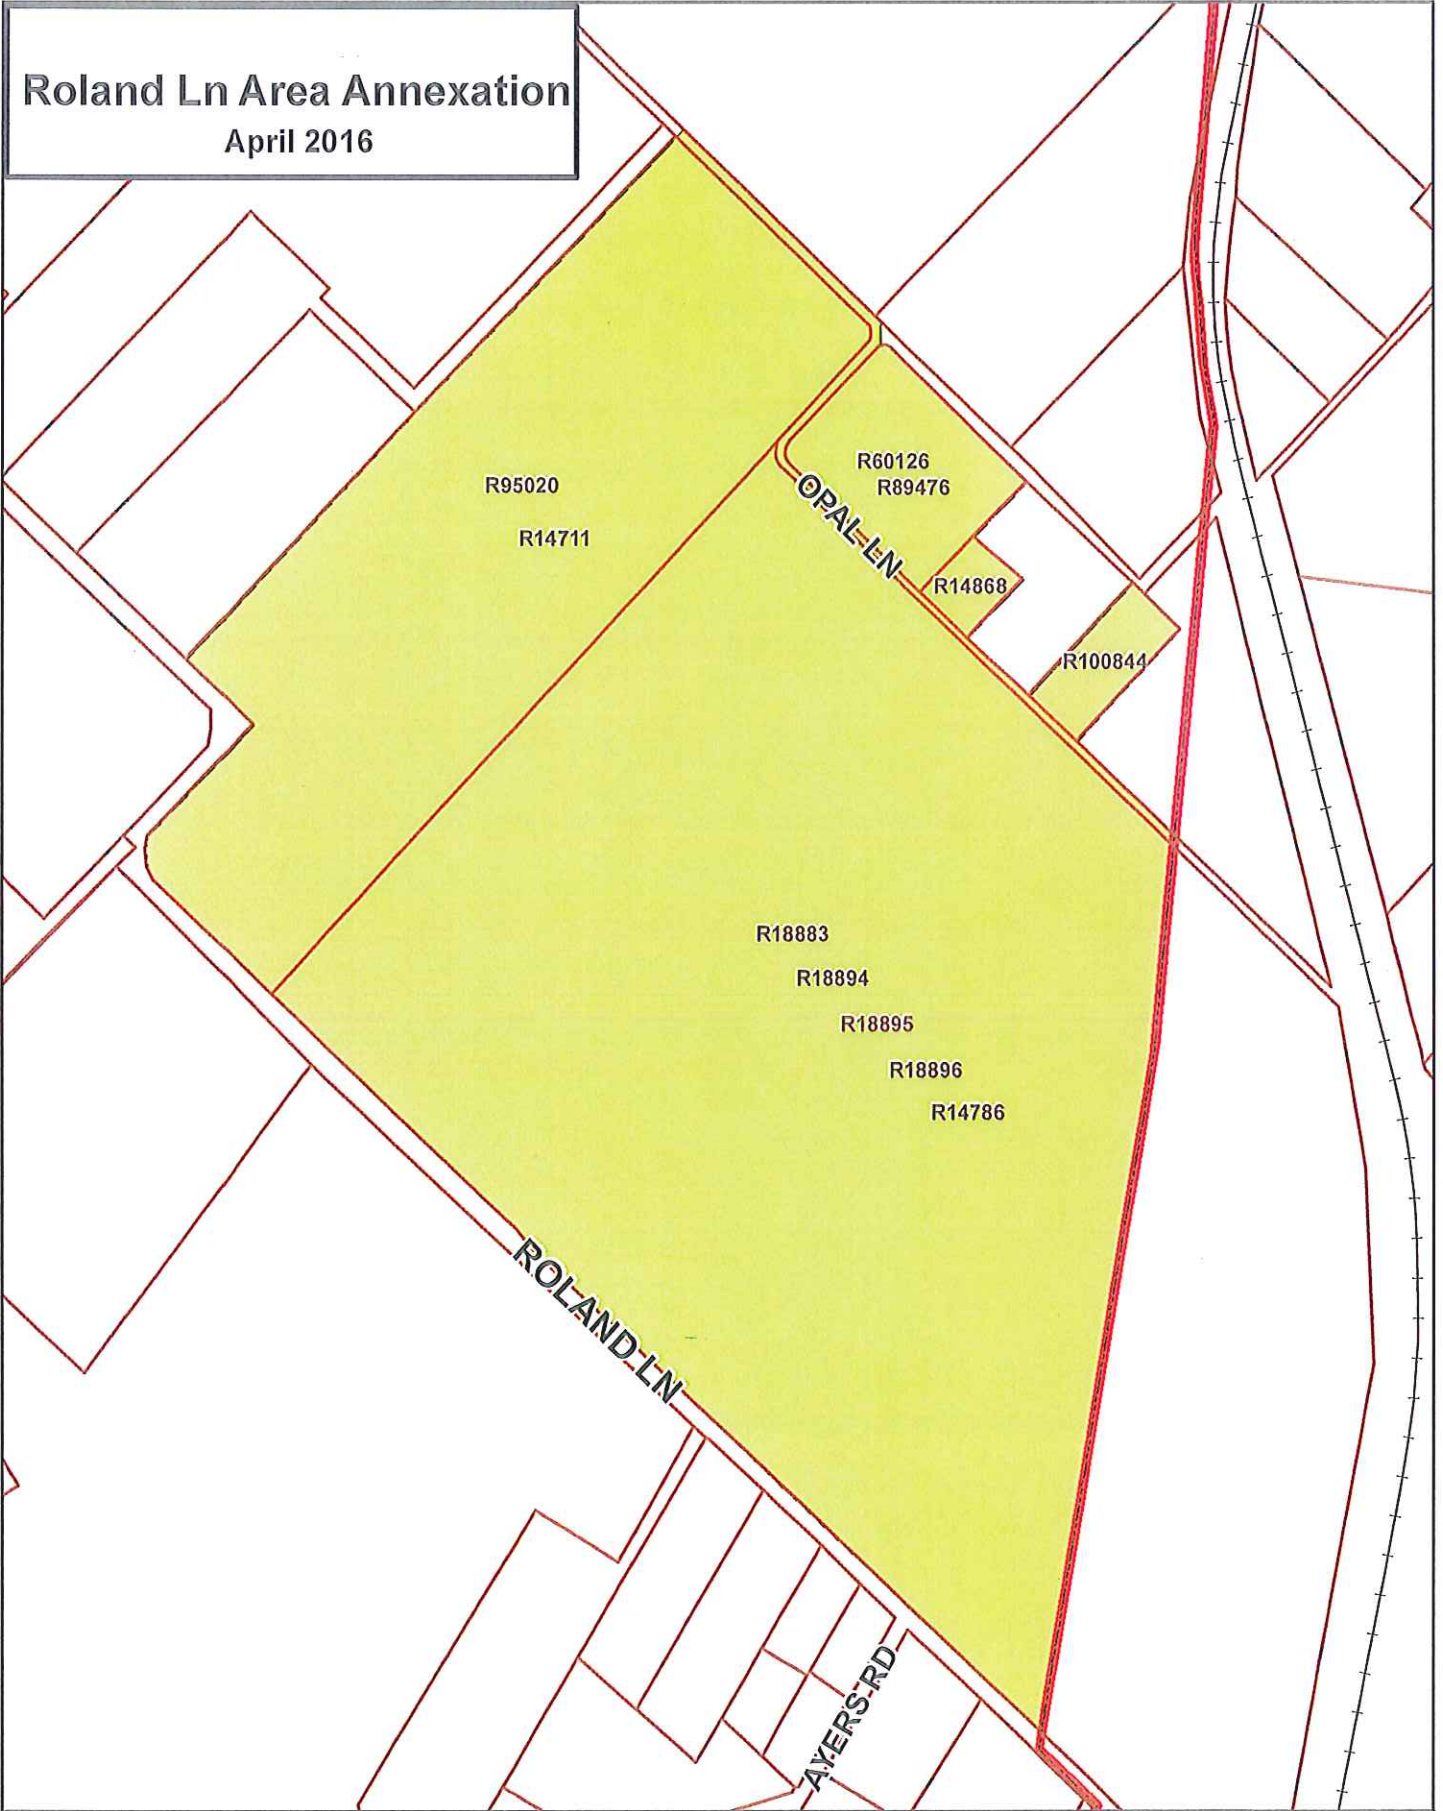 Roland Ln Area Annexation
April 2016
R95020
R14711
R60126
R89476
OPAL LN
R14868
R100844
R18883
R18894
R18895
R18896
R14786
ROLAND LN
AYERS RD